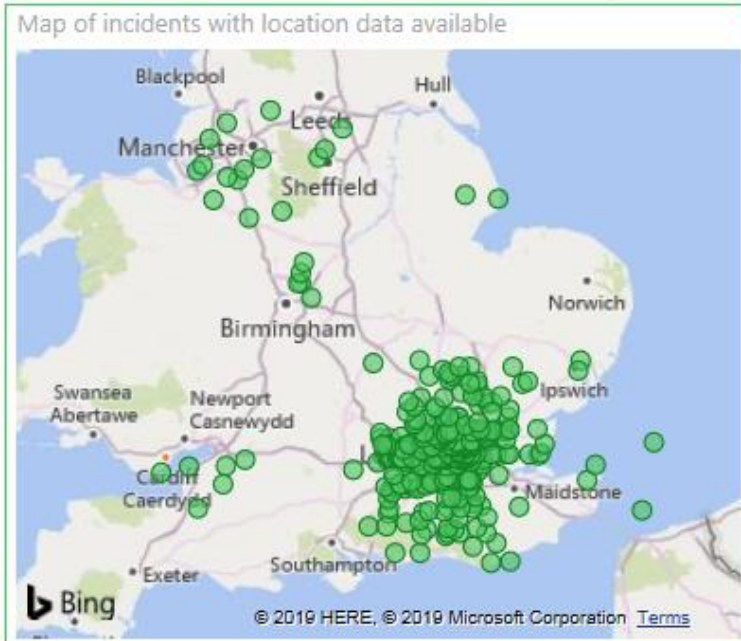 Map of incidents with location data available
Blackpool
Hull
Leeds
Manchester
Sheffield
Norwich
Birmingham
Swansea
Abertawe
Newport
Casnewydd
Ipswich
Cardiff
Caerdydd
Maidstone
Southampton
Exeter
Bing
© 2019 HERE, © 2019 Microsoft Corporation Terms